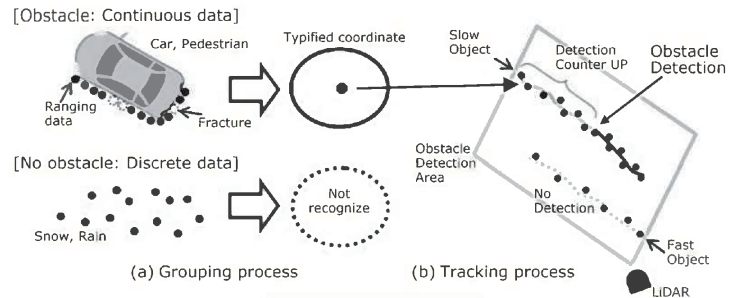 [Obstacle: Continuous data]
Car, Pedestrian
Ranging
data
Fracture
Typified coordinate
Slow
Object
Detection
Counter UP
Obstacle
Detection
Obstacle
Detection
Area
No
Detection
Fast
Object
LiDAR
[No obstacle: Discrete data]
Snow, Rain
Not
recognize
(a) Grouping process
(b) Tracking process